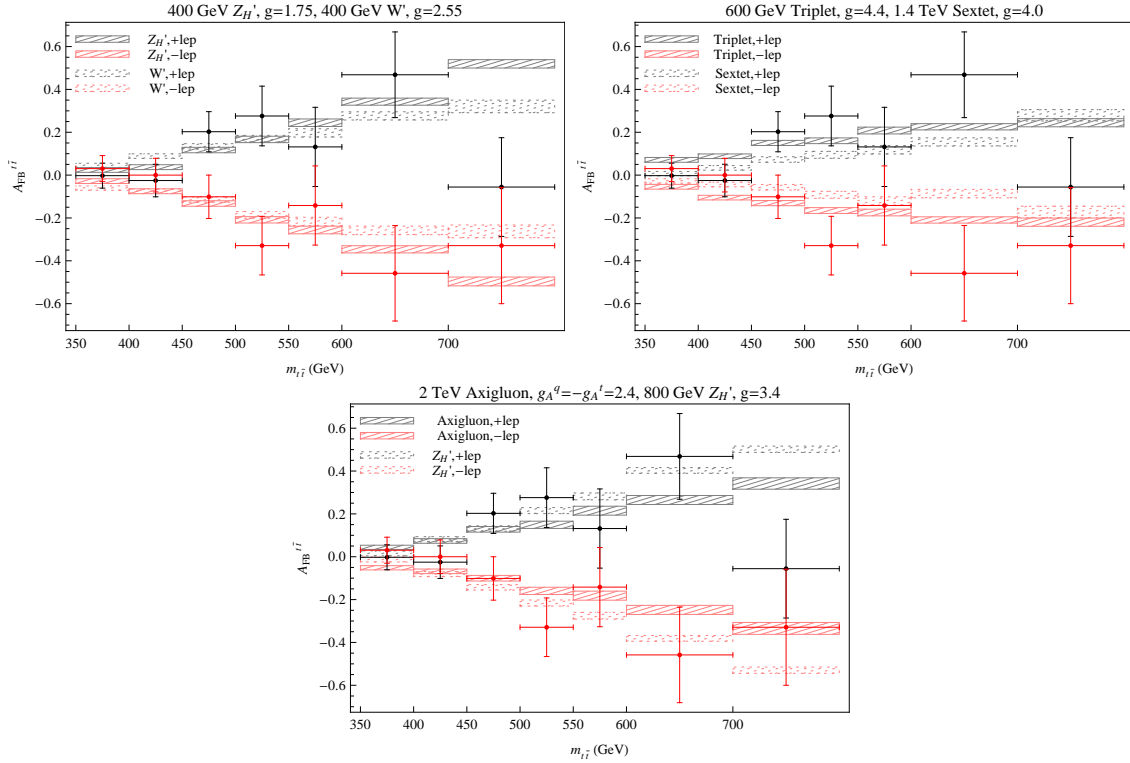 400 GeV Z_H', g=1.75, 400 GeV W' g=2.55
Z_H',+lep
Z_H',−lep
W',+lep
W',−lep
0.6
0.4
0.2
0.0
−0.2
−0.4
−0.6
A_FB^{t t̄}
350 400 450 500 550 600 700
m_{t t̄} (GeV)
600 GeV Triplet, g=4.4, 1.4 TeV Sextet, g=4.0
Triplet,+lep
Triplet,−lep
Sextet,+lep
Sextet,−lep
0.6
0.4
0.2
0.0
−0.2
−0.4
−0.6
A_FB^{t t̄}
350 400 450 500 550 600 700
m_{t t̄} (GeV)
2 TeV Axigluon, g_A^q=−g_A^t=2.4, 800 GeV Z_H', g=3.4
Axigluon,+lep
Axigluon,−lep
Z_H',+lep
Z_H',−lep
0.6
0.4
0.2
0.0
−0.2
−0.4
−0.6
A_FB^{t t̄}
350 400 450 500 550 600 700
m_{t t̄} (GeV)